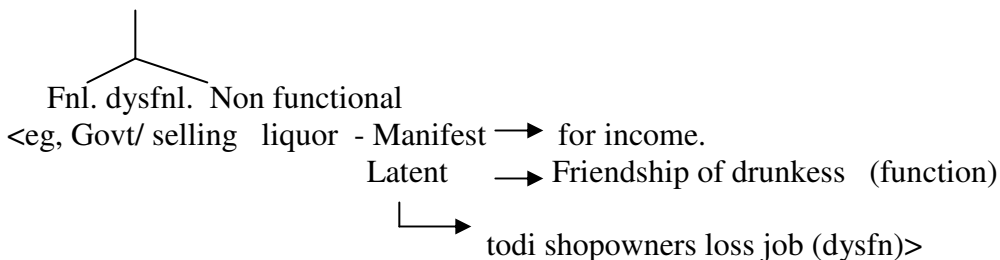 Fnl. dysfnl. Non functional
<eg, Govt/ selling liquor - Manifest → for income.
Latent → Friendship of drunkess (function)
todi shopowners loss job (dysfn)>